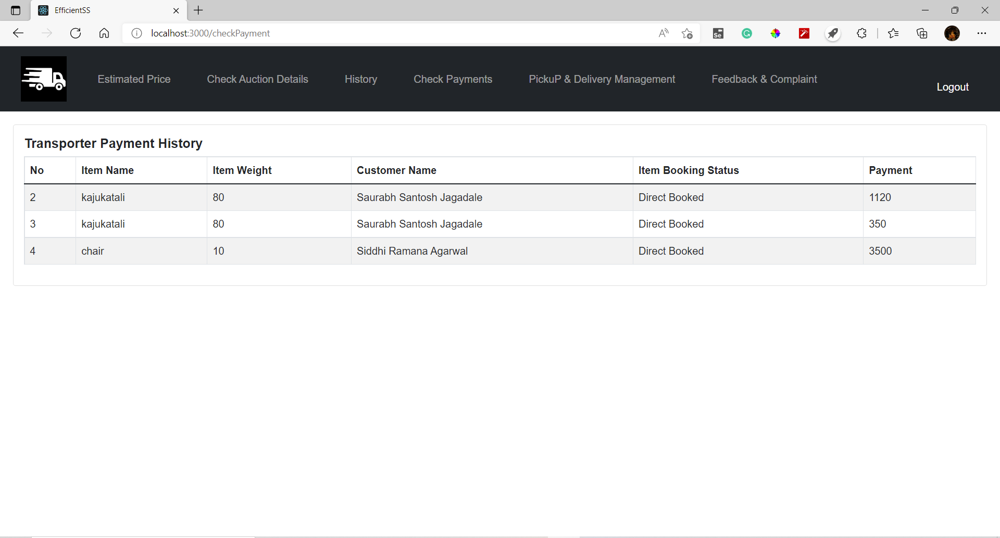 EfficientSS
localhost:3000/checkPayment
Estimated Price Check Auction Details History Check Payments PickuP & Delivery Management Feedback & Complaint Logout
Transporter Payment History
No Item Name Item Weight Customer Name Item Booking Status Payment
2 kajukatali 80 Saurabh Santosh Jagadale Direct Booked 1120
3 kajukatali 80 Saurabh Santosh Jagadale Direct Booked 350
4 chair 10 Siddhi Ramana Agarwal Direct Booked 3500